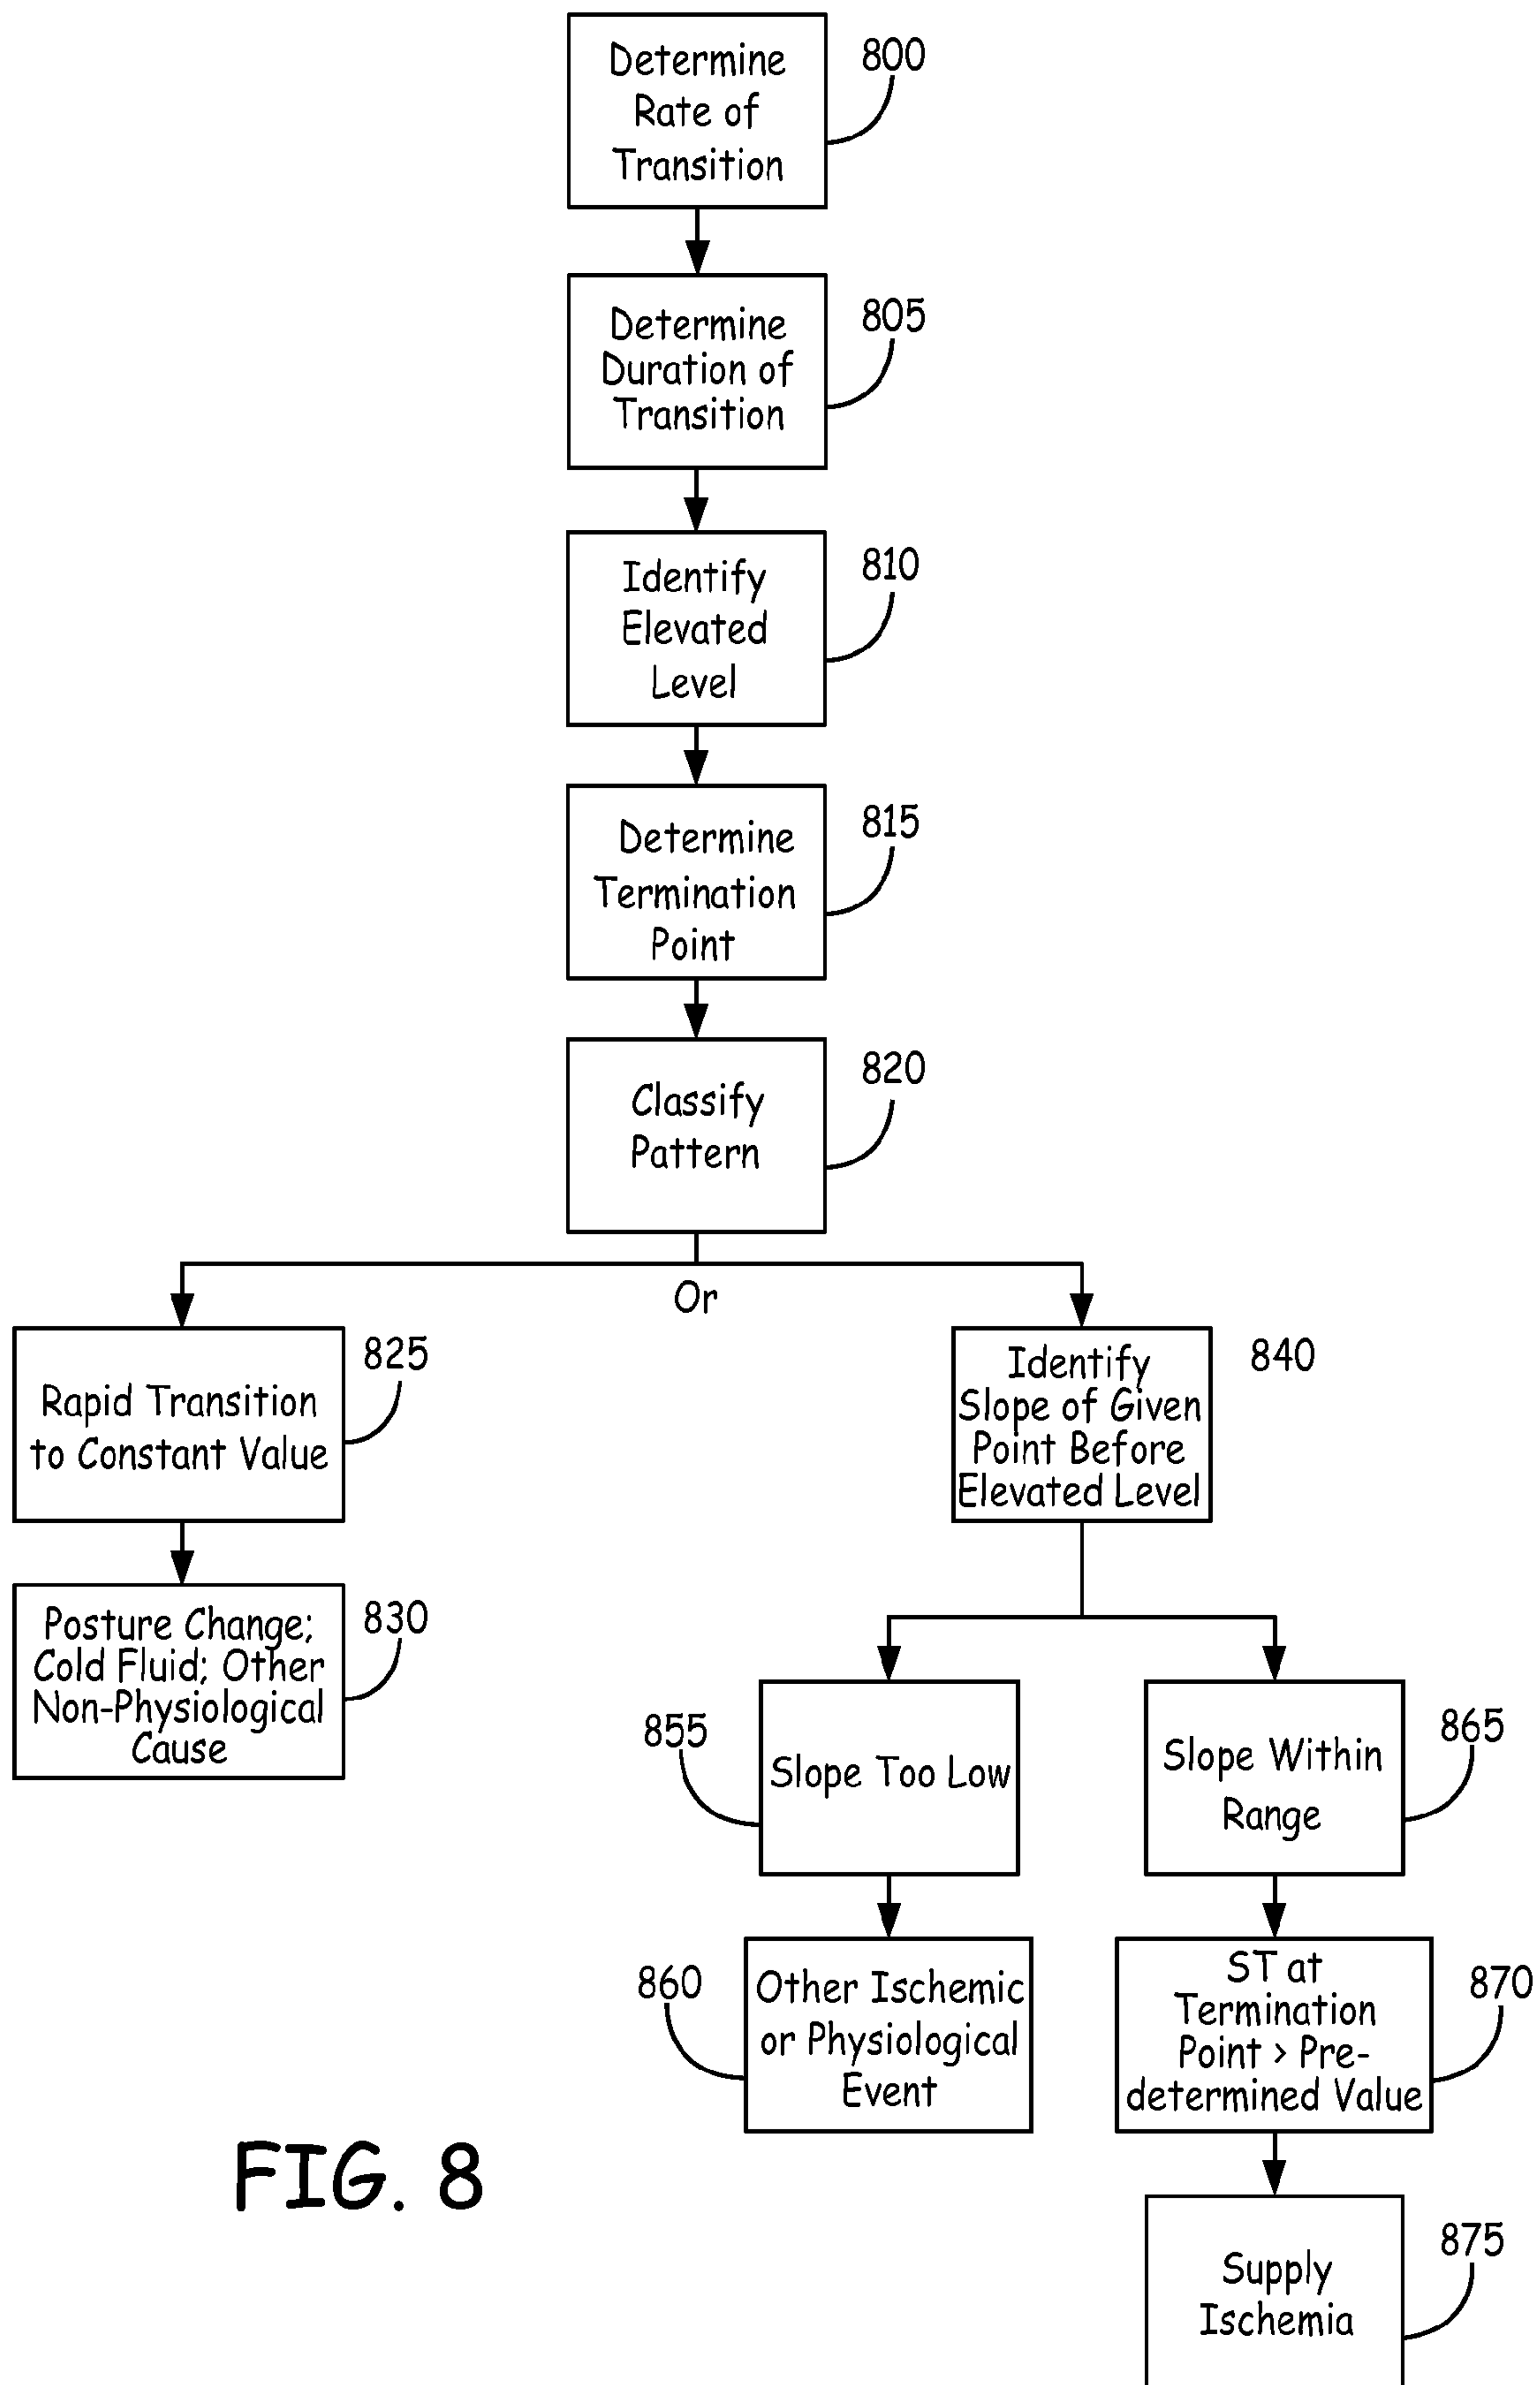 Determine
Rate of
Transition
800
Determine
Duration of
Transition
805
Identify
Elevated
Level
810
Determine
Termination
Point
815
Classify
Pattern
820
Or
Rapid Transition
to Constant Value
825
Posture Change;
Cold Fluid; Other
Non-Physiological
Cause
830
Identify
Slope of Given
Point Before
Elevated Level
840
855
Slope Too Low
860
Other Ischemic
or Physiological
Event
Slope Within
Range
865
ST at
Termination
Point > Pre-
determined Value
870
Supply
Ischemia
875
FIG. 8